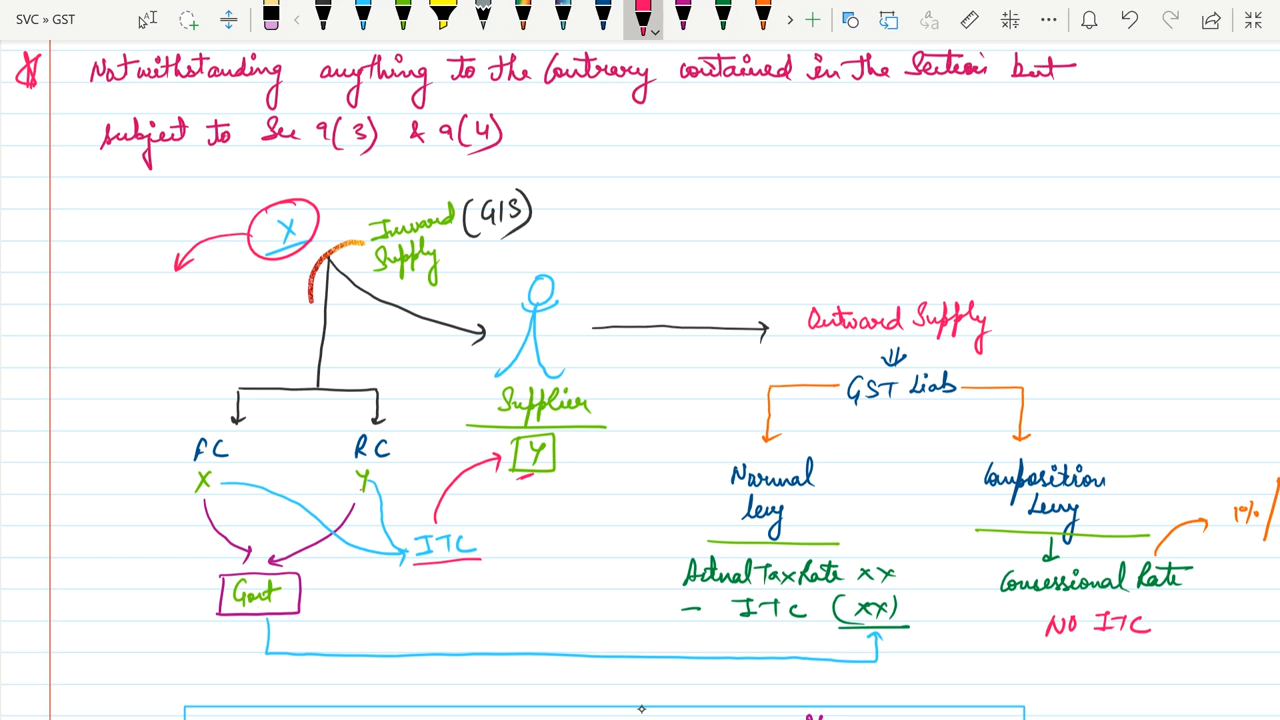 SVC » GST
Notwithstanding anything to the Contrary contained in the Section but
subject to Sec 9(3) & 9(4)
X
Inward (G/S)
Supply
Outward Supply
GST Liab
Supplier
Y
FC
RC
X
Y
Normal
levy
Composition
Levy
1%/
ITC
Actual Tax Rate xx
- ITC (xx)
Concessional Rate
NO ITC
Govt